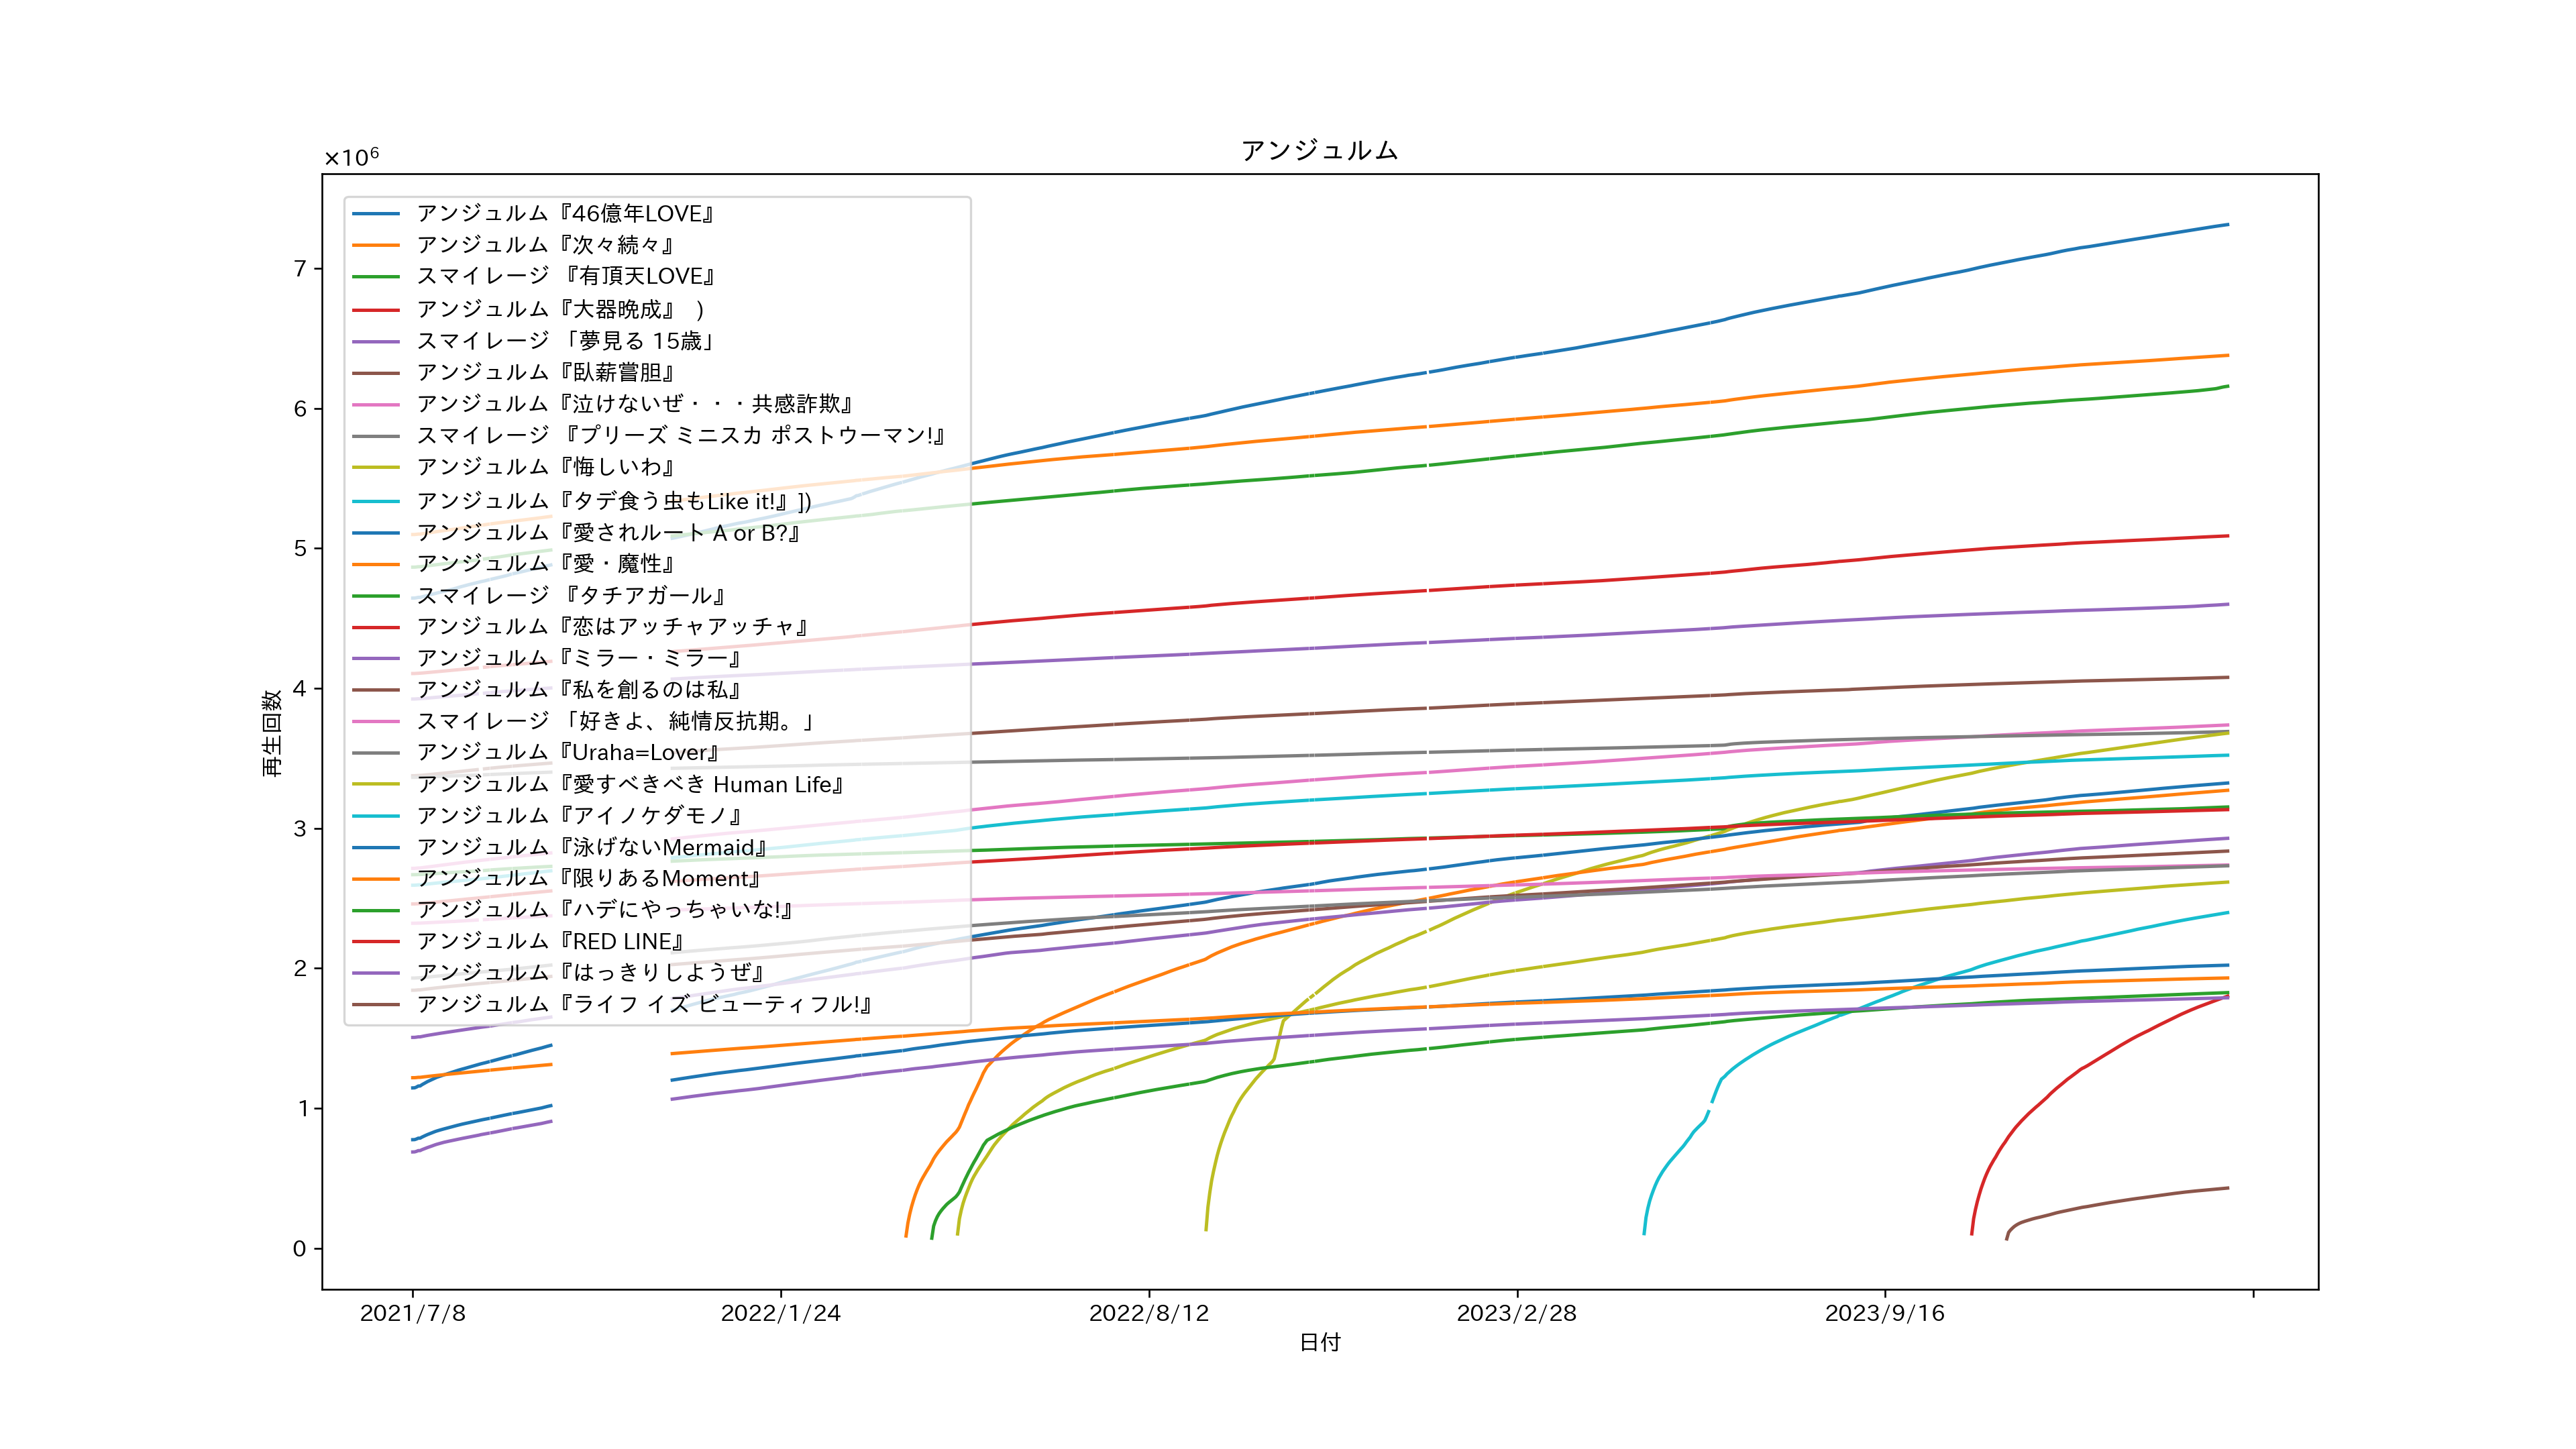 アンジュルム
×10⁶
アンジュルム『46億年LOVE』
アンジュルム『次々続々』
スマイレージ 『有頂天LOVE』
アンジュルム『大器晩成』 )
スマイレージ 「夢見る 15歳」
アンジュルム『臥薪嘗胆』
アンジュルム『泣けないぜ・・・共感詐欺』
スマイレージ 『プリーズ ミニスカ ポストウーマン!』
アンジュルム『悔しいわ』
アンジュルム『タデ食う虫もLike it!』])
アンジュルム『愛されルート A or B?』
アンジュルム『愛・魔性』
スマイレージ 『タチアガール』
アンジュルム『恋はアッチャアッチャ』
アンジュルム『ミラー・ミラー』
アンジュルム『私を創るのは私』
スマイレージ 「好きよ、純情反抗期。」
アンジュルム『Uraha=Lover』
アンジュルム『愛すべきべき Human Life』
アンジュルム『アイノケダモノ』
アンジュルム『泳げないMermaid』
アンジュルム『限りあるMoment』
アンジュルム『ハデにやっちゃいな!』
アンジュルム『RED LINE』
アンジュルム『はっきりしようぜ』
アンジュルム『ライフ イズ ビューティフル!』
7
6
5
4
3
2
1
0
再生回数
2021/7/8
2022/1/24
2022/8/12
2023/2/28
2023/9/16
日付